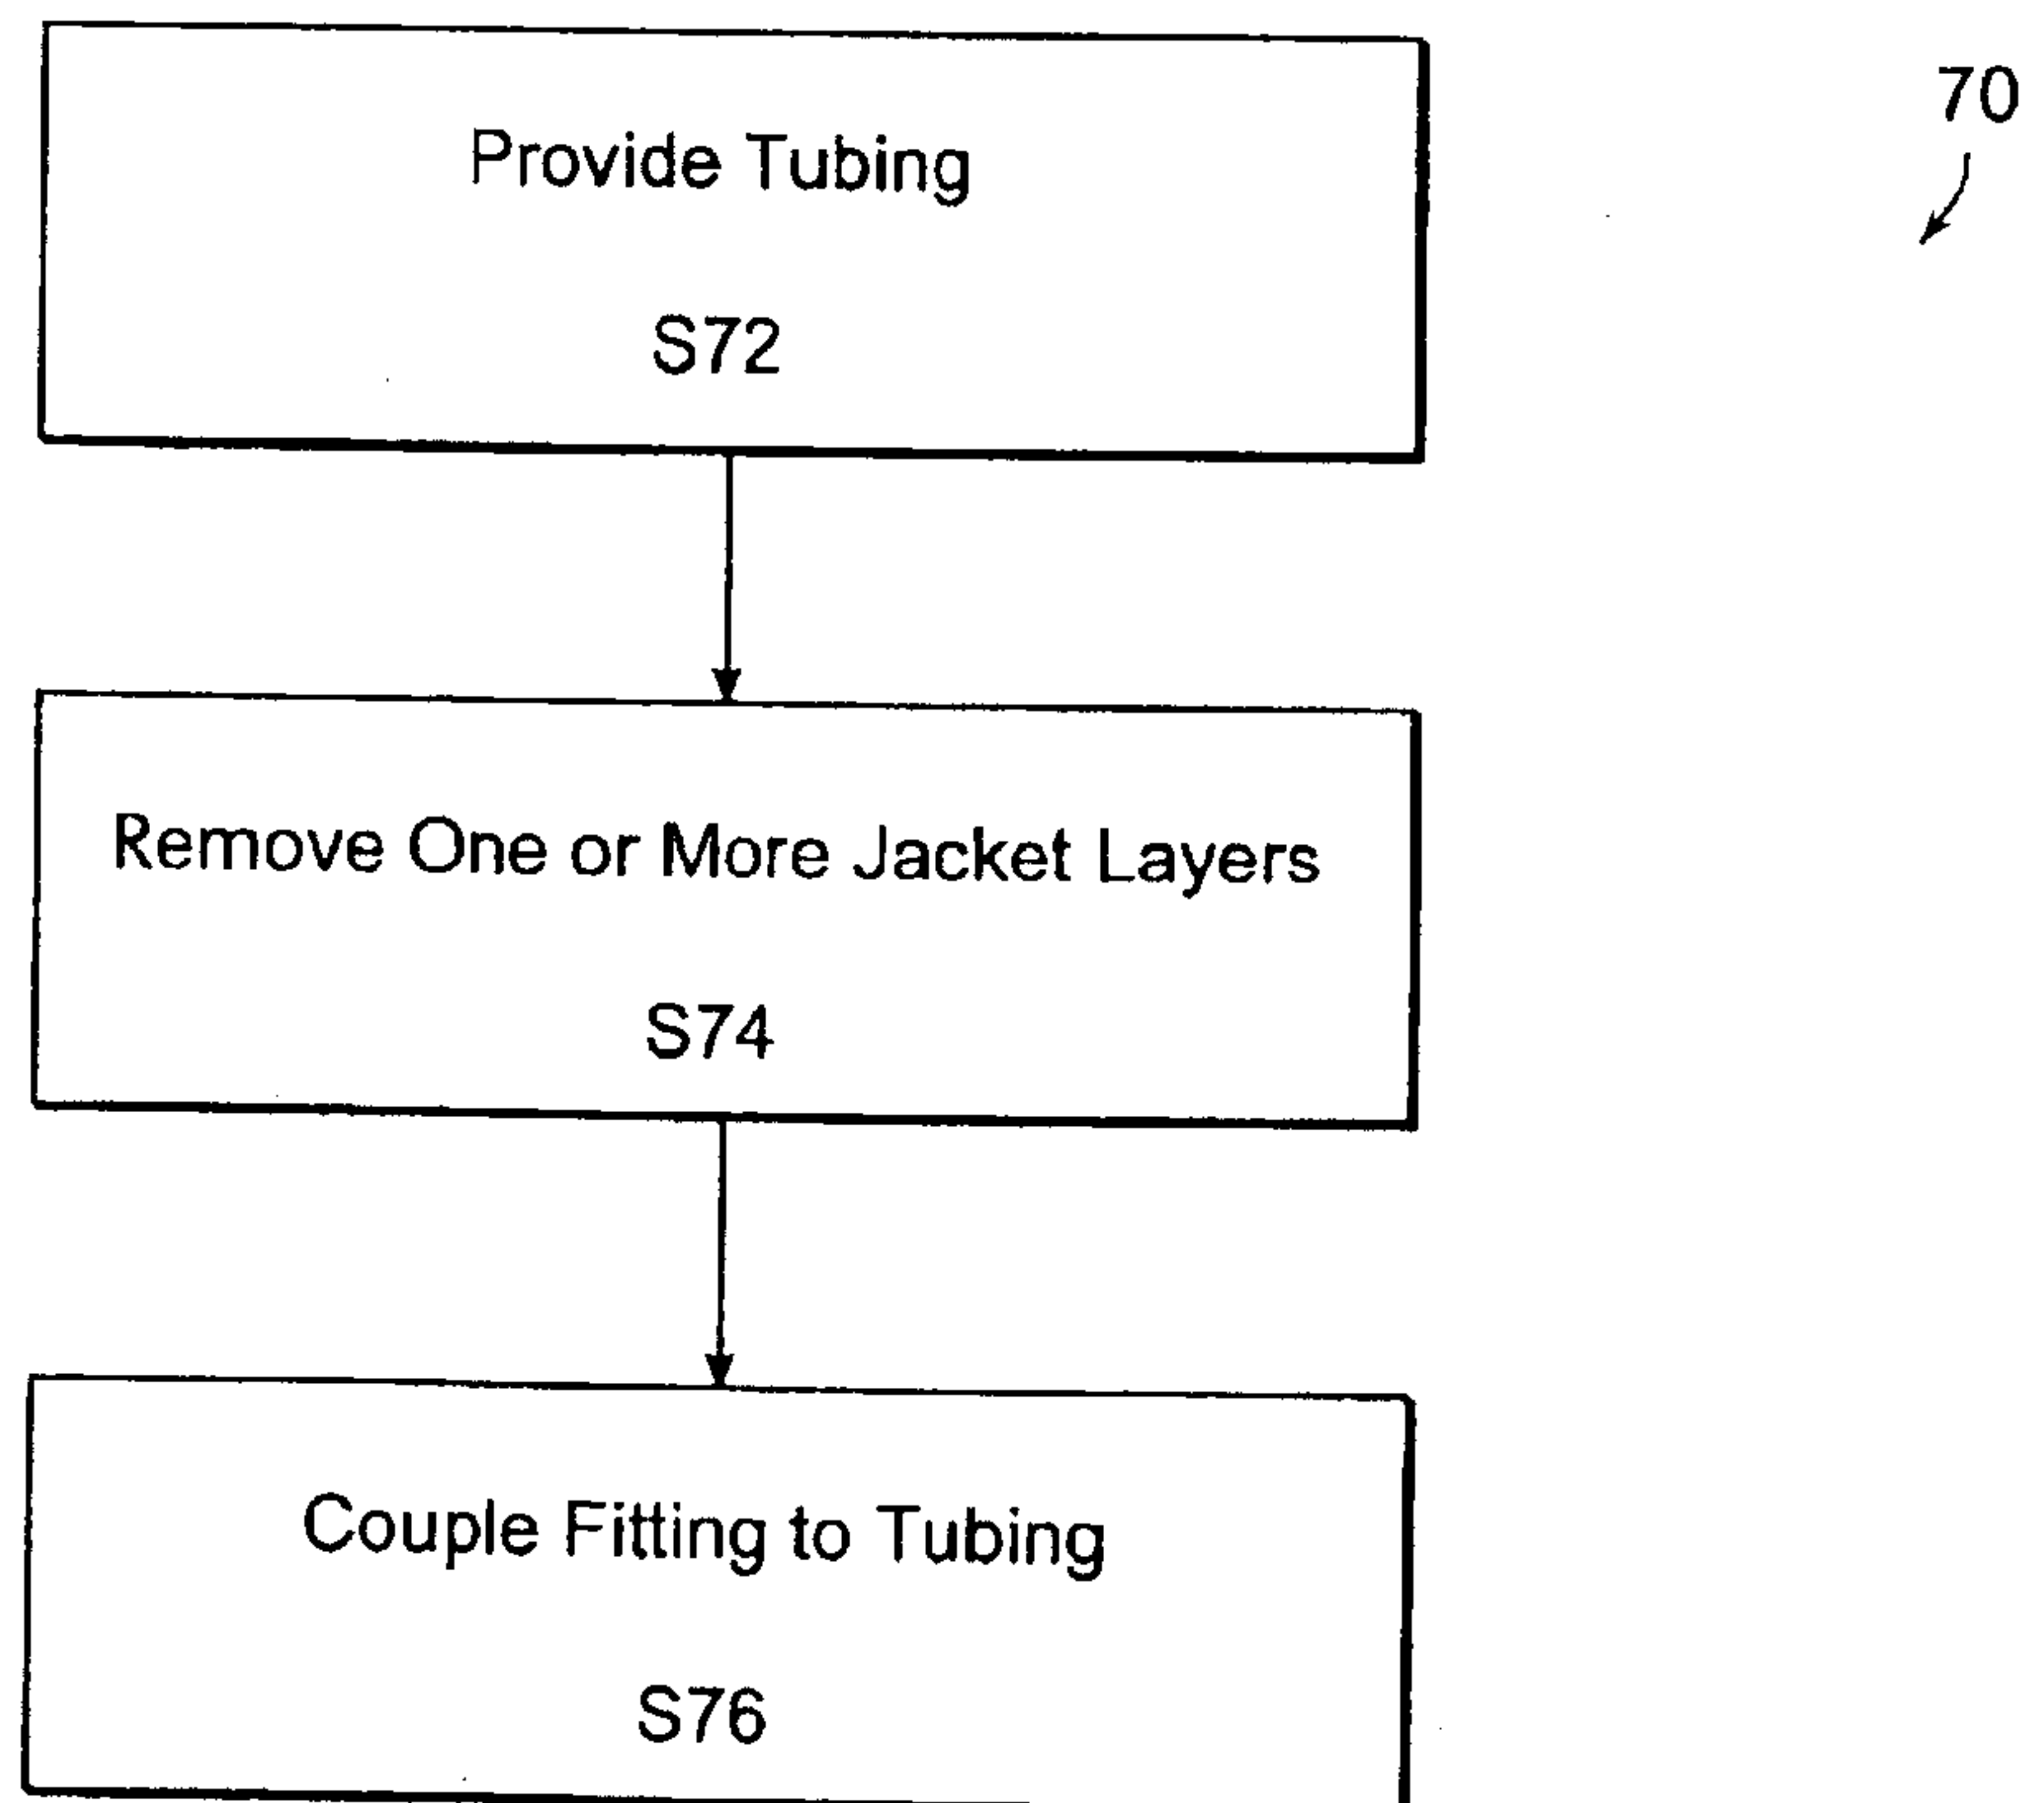 Provide Tubing
S72
70
Remove One or More Jacket Layers
S74
Couple Fitting to Tubing
S76